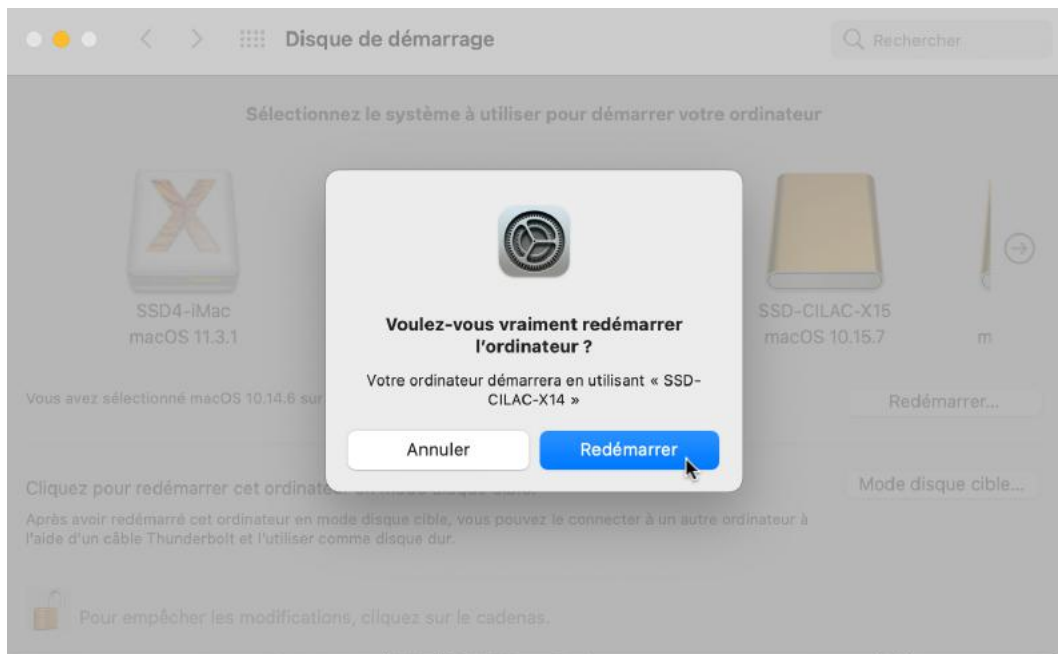 Disque de démarrage
Rechercher
Sélectionnez le système à utiliser pour démarrer votre ordinateur
SSD4-iMac
macOS 11.3.1
SSD-CILAC-X15
macOS 10.15.7
m
Voulez-vous vraiment redémarrer
l'ordinateur ?
Votre ordinateur démarrera en utilisant « SSD-
CILAC-X14 »
Annuler
Redémarrer
Vous avez sélectionné macOS 10.14.6 sur
Redémarrer...
Cliquez pour redémarrer cet ordinate
Mode disque cible...
Après avoir redémarré cet ordinateur en mode disque cible, vous pouvez le connecter à un autre ordinateur à
l'aide d'un câble Thunderbolt et l'utiliser comme disque dur.
Pour empêcher les modifications, cliquez sur le cadenas.